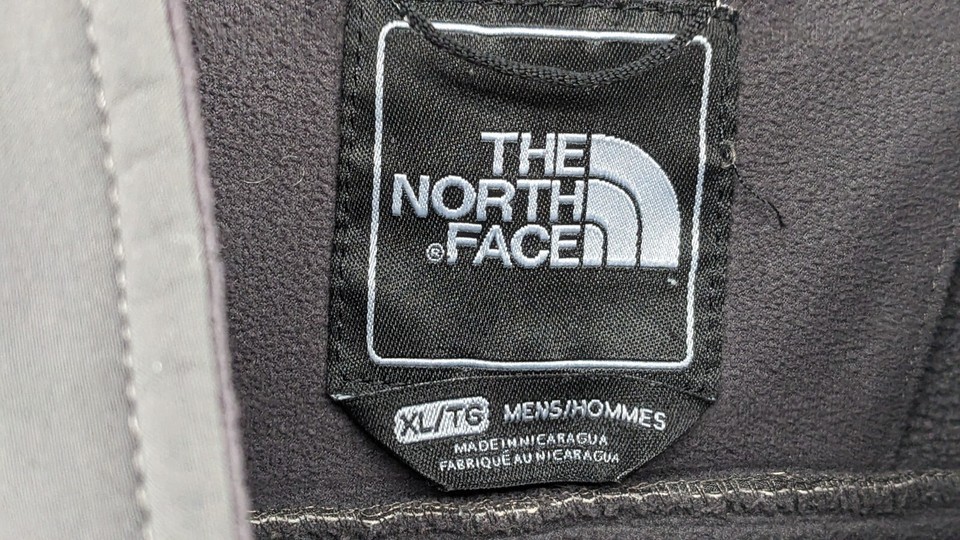 THE
NORTH
®FACE
XL/TG MENS/HOMMES
MADE IN NICARAGUA
FABRIQUÉ AU NICARAGUA